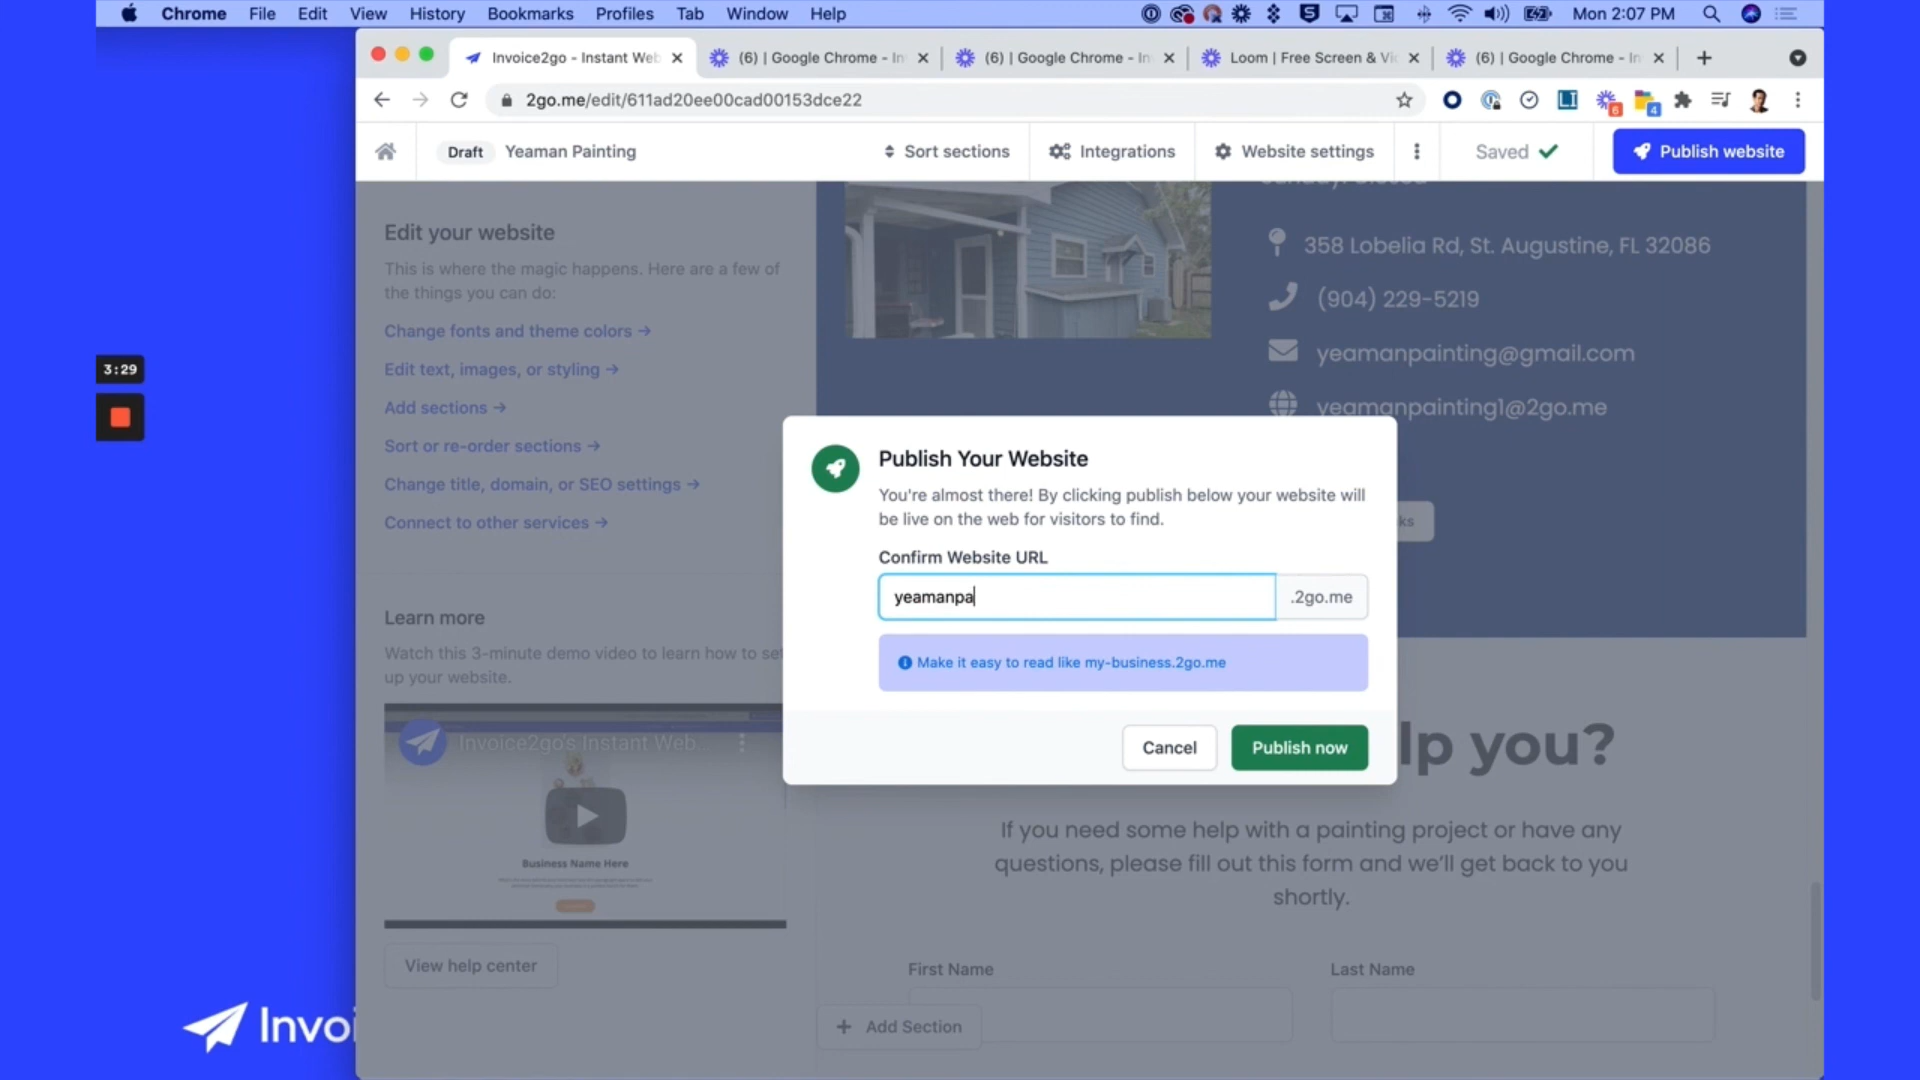 Chrome File Edit View History Bookmarks Profiles Tab Window Help Mon 2:07 PM
Invoice2go - Instant Web (6) | Google Chrome - In (6) | Google Chrome - In Loom | Free Screen & Vi (6) | Google Chrome - In
2go.me/edit/611ad20ee00cad00153dce22
6 4
Draft Yeaman Painting Sort sections Integrations Website settings Saved Publish website
3:29
Edit your website
This is where the magic happens. Here are a few of
the things you can do:
Change fonts and theme colors →
Edit text, images, or styling →
Add sections →
Sort or re-order sections →
Change title, domain, or SEO settings →
Connect to other services →
Learn more
Watch this 3-minute demo video to learn how to set
up your website.
Invoice2go's Instant Web
Business Name Here
View help center
Sunday: Closed
358 Lobelia Rd, St. Augustine, FL 32086
(904) 229-5219
yeamanpainting@gmail.com
yeamanpainting1@2go.me
ks
Publish Your Website
You're almost there! By clicking publish below your website will
be live on the web for visitors to find.
Confirm Website URL
yeamanpa .2go.me
Make it easy to read like my-business.2go.me
Cancel Publish now
lp you?
If you need some help with a painting project or have any
questions, please fill out this form and we'll get back to you
shortly.
First Name Last Name
+ Add Section
Invoi